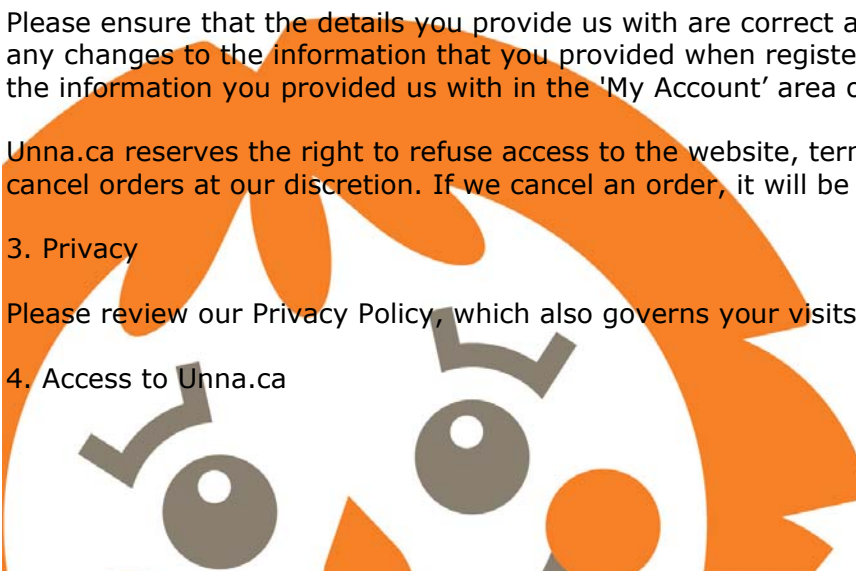 Please ensure that the details you provide us with are correct a
any changes to the information that you provided when registe
the information you provided us with in the 'My Account’ area o
Unna.ca reserves the right to refuse access to the website, terr
cancel orders at our discretion. If we cancel an order, it will be
3. Privacy
Please review our Privacy Policy, which also governs your visits
4. Access to Unna.ca